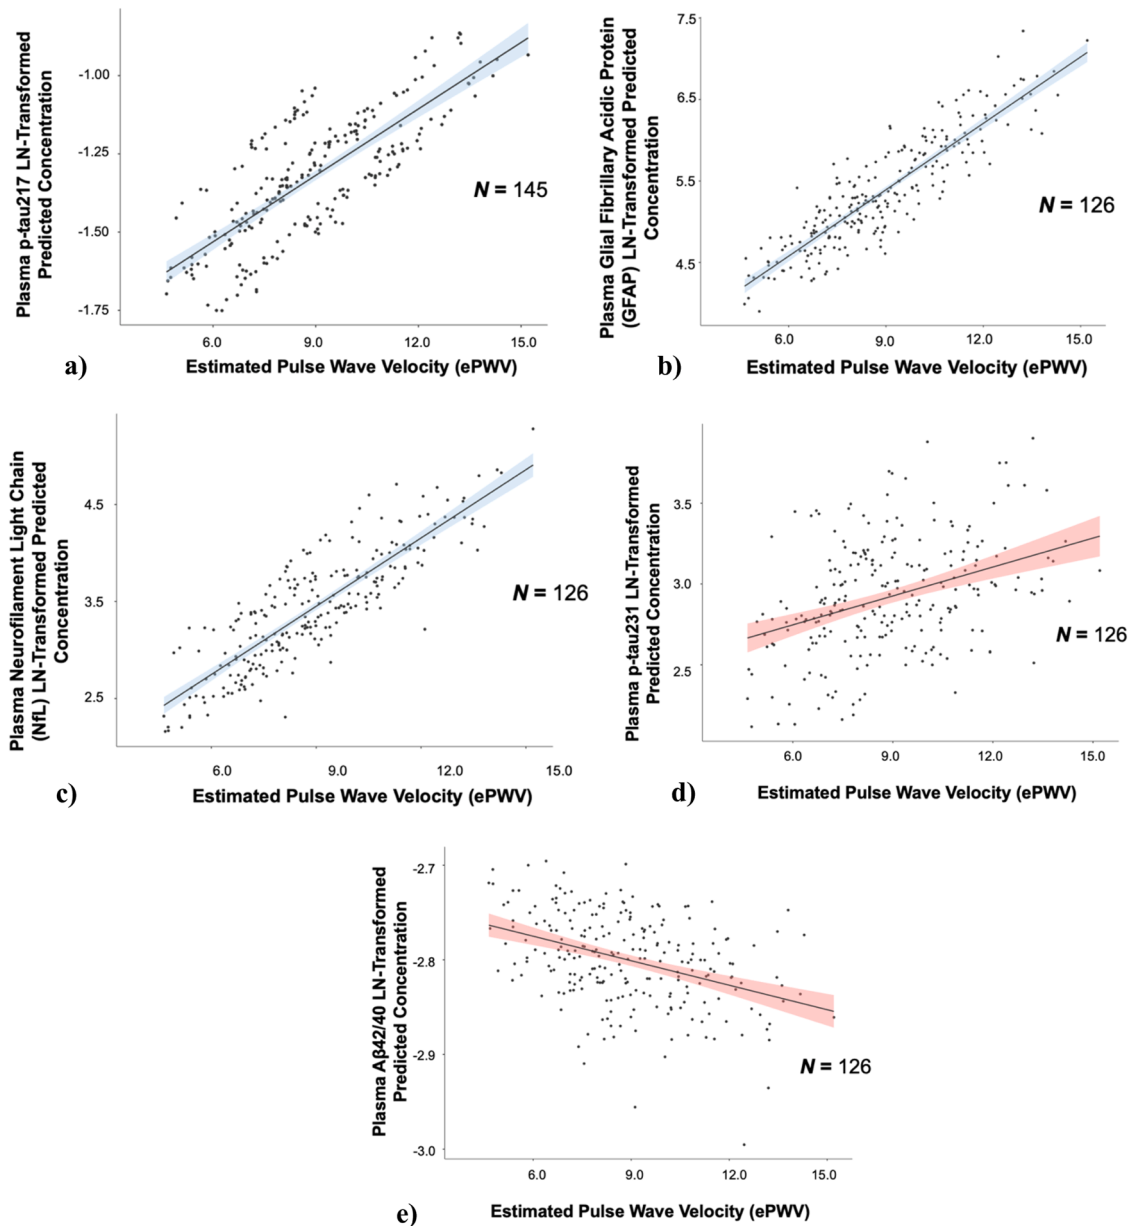 Plasma p-tau217 LN-Transformed
Predicted Concentration
-1.00
-1.25
-1.50
-1.75
N = 145
6.0 9.0 12.0 15.0
Estimated Pulse Wave Velocity (ePWV)
a)
Plasma Glial Fibrillary Acidic Protein
(GFAP) LN-Transformed Predicted
Concentration
7.5
6.5
5.5
4.5
N = 126
6.0 9.0 12.0 15.0
Estimated Pulse Wave Velocity (ePWV)
b)
Plasma Neurofilament Light Chain
(NfL) LN-Transformed Predicted
Concentration
4.5
3.5
2.5
N = 126
6.0 9.0 12.0 15.0
Estimated Pulse Wave Velocity (ePWV)
c)
Plasma p-tau231 LN-Transformed
Predicted Concentration
3.5
3.0
2.5
N = 126
6.0 9.0 12.0 15.0
Estimated Pulse Wave Velocity (ePWV)
d)
Plasma Aβ42/40 LN-Transformed
Predicted Concentration
-2.7
-2.8
-2.9
-3.0
N = 126
6.0 9.0 12.0 15.0
Estimated Pulse Wave Velocity (ePWV)
e)